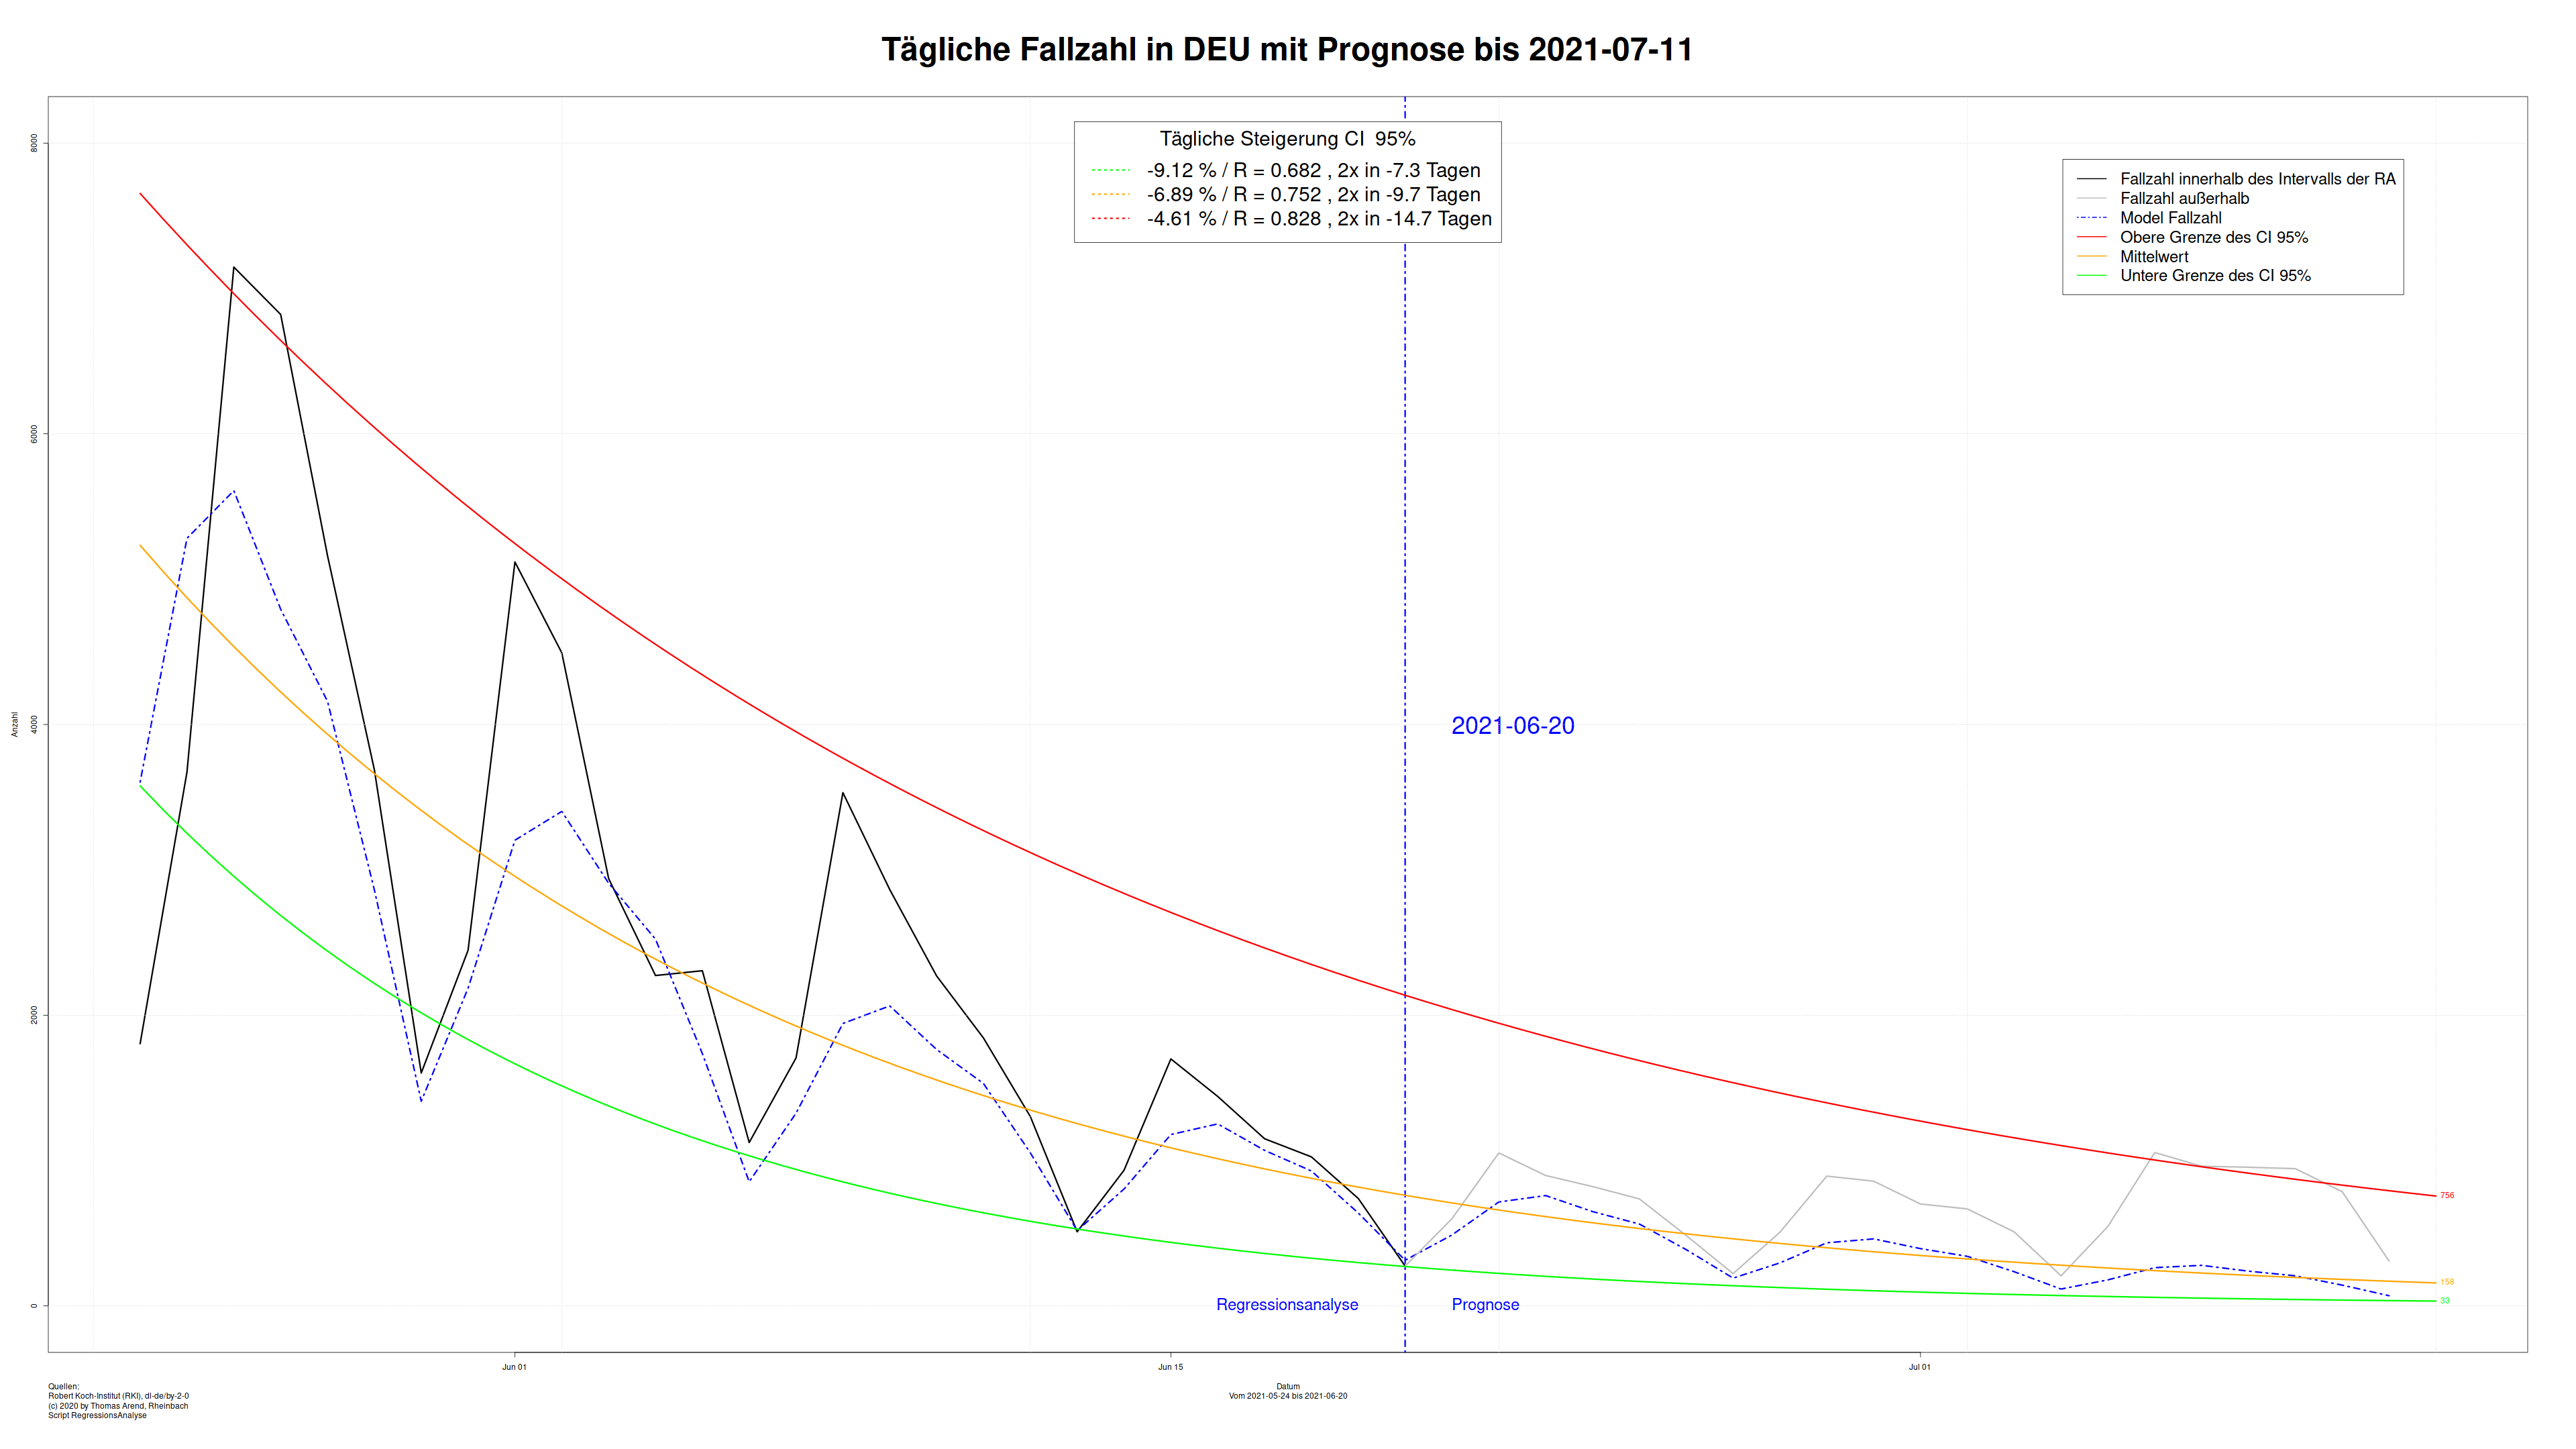 Tägliche Fallzahl in DEU mit Prognose bis 2021-07-11
Tägliche Steigerung CI  95%
-9.12 % / R = 0.682 , 2x in -7.3 Tagen
-6.89 % / R = 0.752 , 2x in -9.7 Tagen
-4.61 % / R = 0.828 , 2x in -14.7 Tagen
Fallzahl innerhalb des Intervalls der RA
Fallzahl außerhalb
Model Fallzahl
Obere Grenze des CI 95%
Mittelwert
Untere Grenze des CI 95%
8000
6000
4000
2000
0
Anzahl
2021-06-20
756
158
33
Regressionsanalyse
Prognose
Jun 01
Jun 15
Jul 01
Datum
Vom 2021-05-24 bis 2021-06-20
Quellen:
Robert Koch-Institut (RKI), dl-de/by-2-0
(c) 2020 by Thomas Arend, Rheinbach
Script RegressionsAnalyse